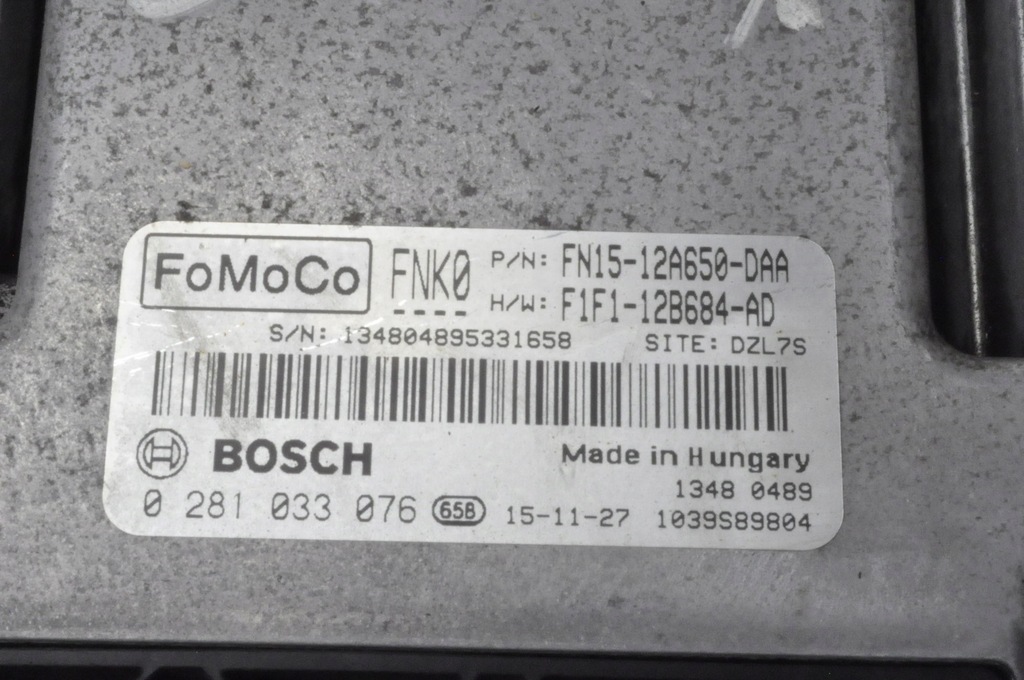 FoMoCo FNK0 P/N: FN15-12A650-DAA
H/W: F1F1-12B684-AD
S/N: 134804895331658 SITE: DZL7S
BOSCH Made in Hungary
1348 0489
0 281 033 076 658 15-11-27 1039S89804